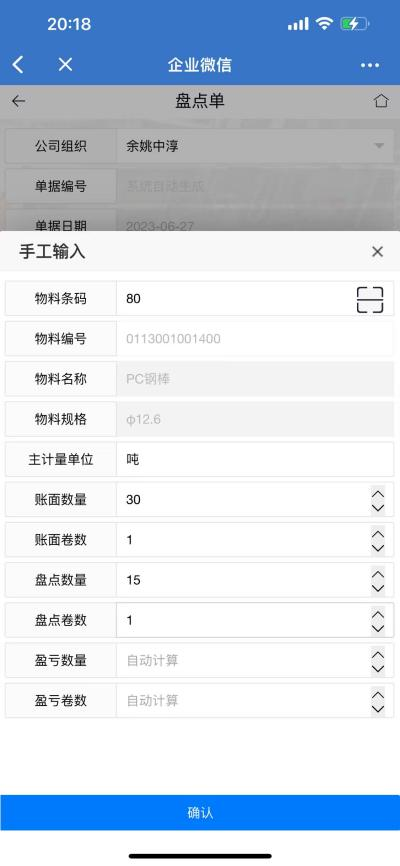 20:18
企业微信
盘点单
公司组织 余姚中淳
单据编号 系统自动生成
单据日期 2023-06-27
手工输入
物料条码 80
物料编号 0113001001400
物料名称 PC钢棒
物料规格 φ12.6
主计量单位 吨
账面数量 30
账面卷数 1
盘点数量 15
盘点卷数 1
盈亏数量 自动计算
盈亏卷数 自动计算
确认